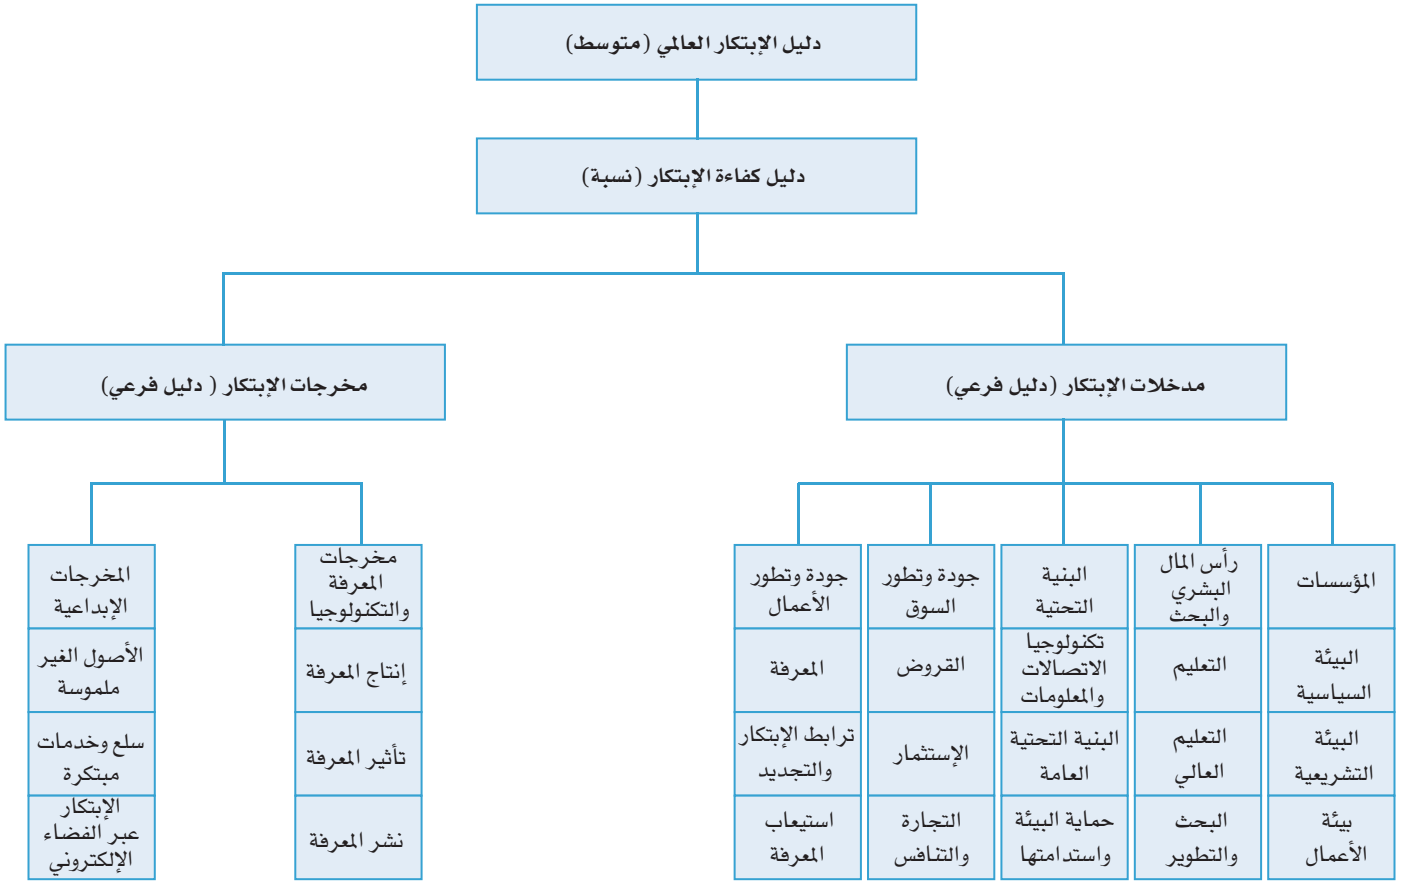 دليل الإبتكار العالمي (متوسط)
دليل كفاءة الإبتكار (نسبة)
مدخلات الإبتكار (دليل فرعي)
مخرجات الإبتكار ( دليل فرعي)
المؤسسات
البيئة
السياسية
البيئة
التشريعية
بيئة
الأعمال
رأس المال
البشري
والبحث
التعليم
التعليم
العالي
البحث
والتطوير
البنية
التحتية
تكنولوجيا
الاتصالات
والمعلومات
البنية التحتية
العامة
حماية البيئة
واستدامتها
جودة وتطور
السوق
القروض
الإستثمار
التجارة
والتنافس
جودة وتطور
الأعمال
المعرفة
ترابط الإبتكار
والتجديد
استيعاب
المعرفة
مخرجات
المعرفة
والتكنولوجيا
إنتاج المعرفة
تأثير المعرفة
نشر المعرفة
المخرجات
الإبداعية
الأصول الغير
ملموسة
سلع وخدمات
مبتكرة
الإبتكار
عبر الفضاء
الإلكتروني